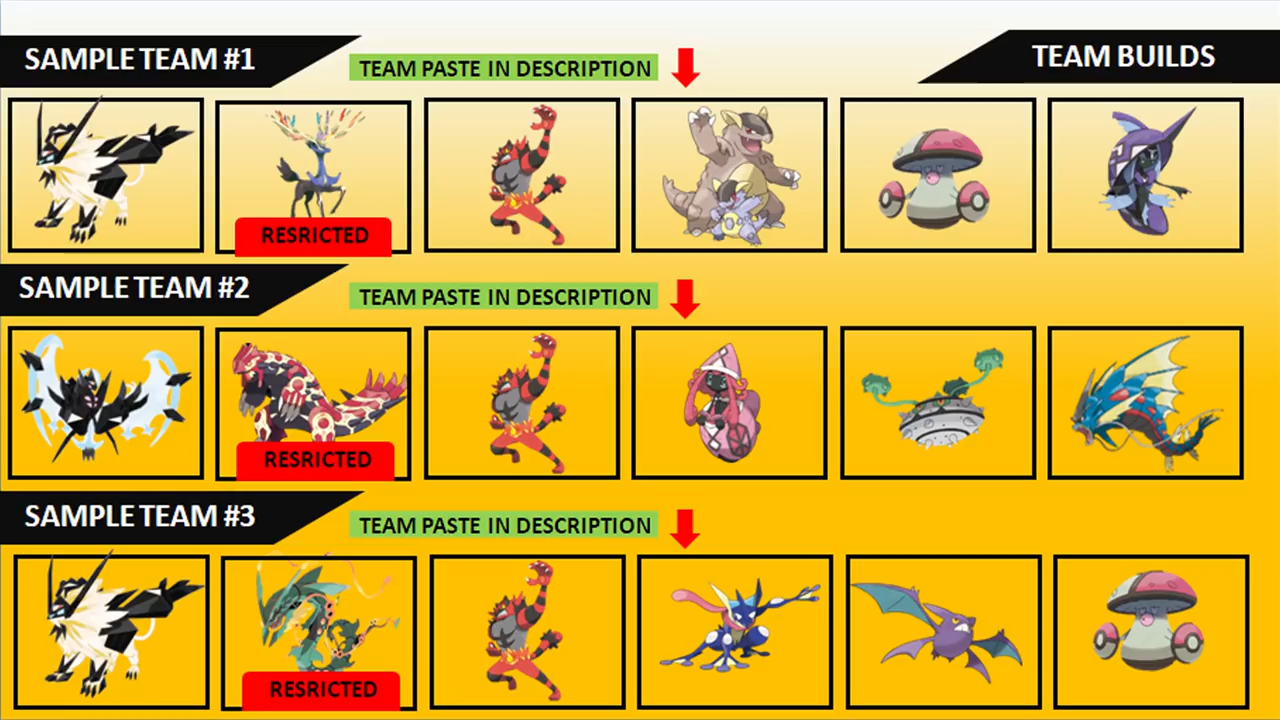 SAMPLE TEAM #1
TEAM PASTE IN DESCRIPTION
TEAM BUILDS
RESRICTED
SAMPLE TEAM #2
TEAM PASTE IN DESCRIPTION
RESRICTED
SAMPLE TEAM #3
TEAM PASTE IN DESCRIPTION
RESRICTED